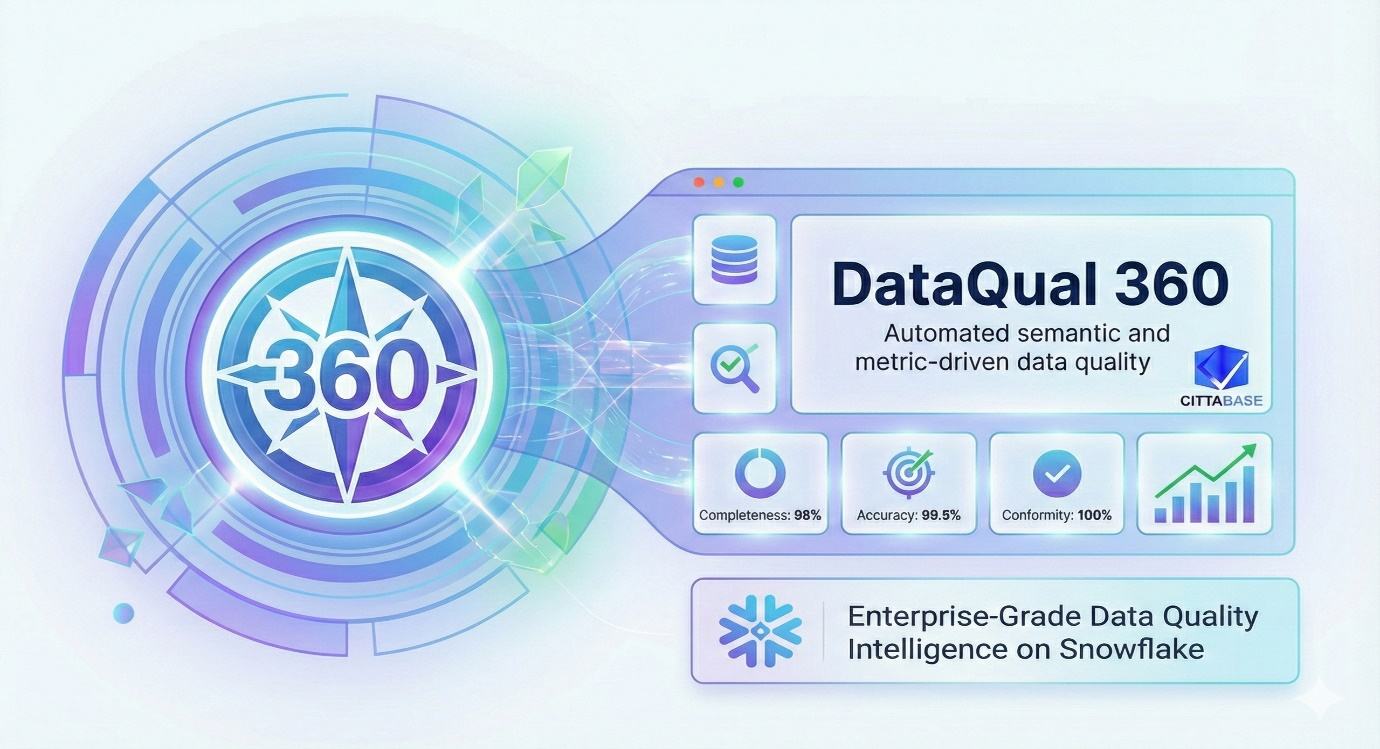 360
DataQual 360
Automated semantic and
metric-driven data quality
CITTABASE
Completeness: 98%
Accuracy: 99.5%
Conformity: 100%
Enterprise-Grade Data Quality
Intelligence on Snowflake